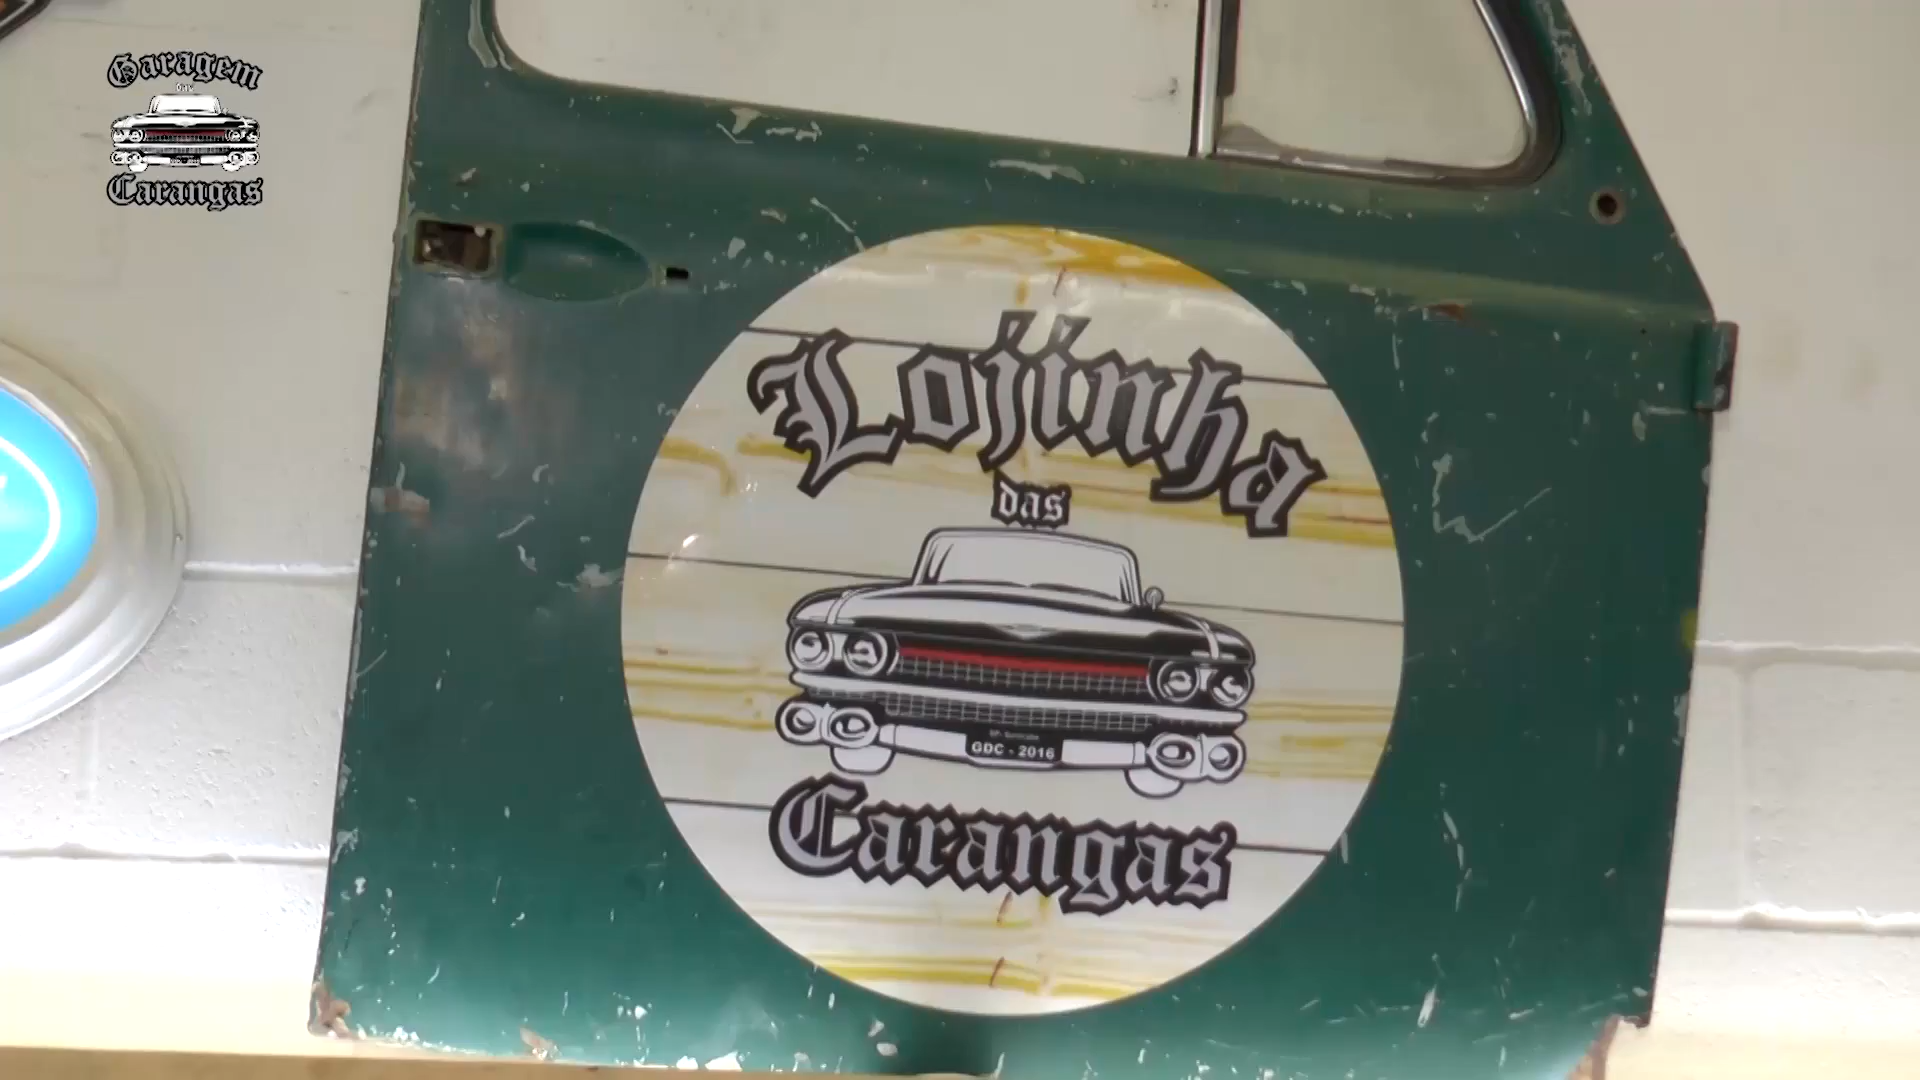 Garagem
Das
Carangas
Lojinha
das
GDC - 2016
Carangas